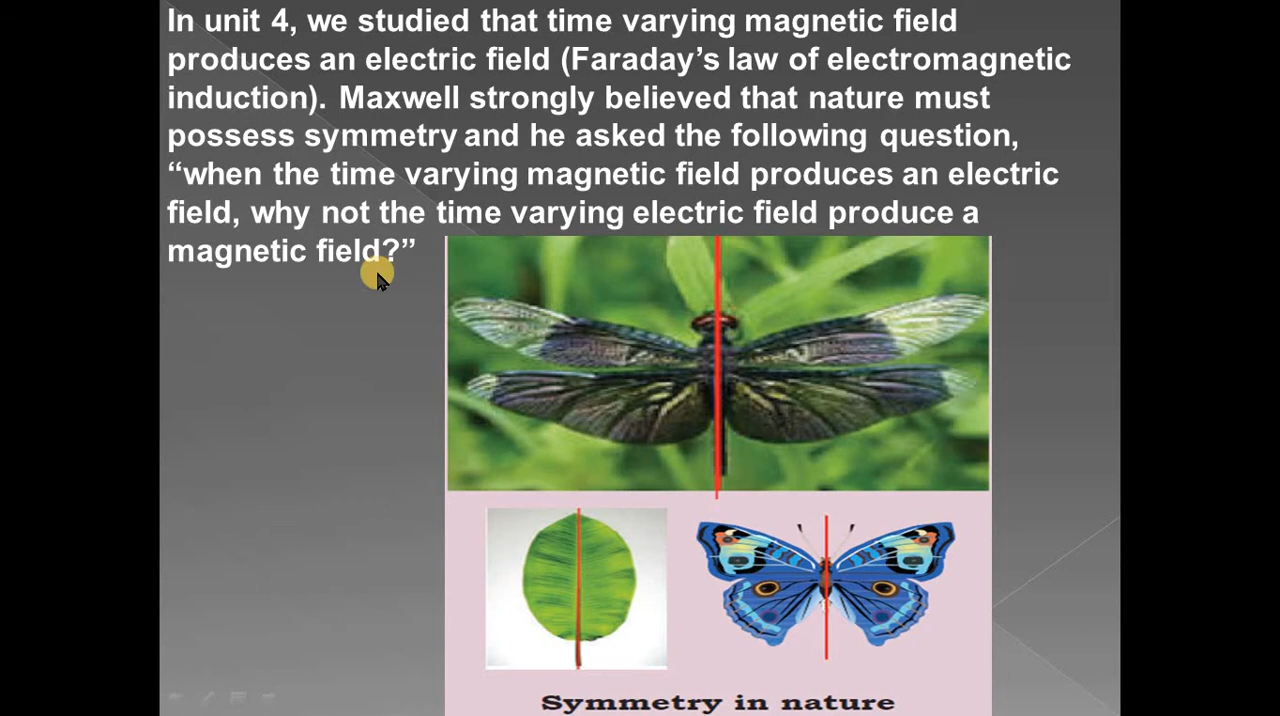 In unit 4, we studied that time varying magnetic field
produces an electric field (Faraday’s law of electromagnetic
induction). Maxwell strongly believed that nature must
possess symmetry and he asked the following question,
“when the time varying magnetic field produces an electric
field, why not the time varying electric field produce a
magnetic field?”
Symmetry in nature